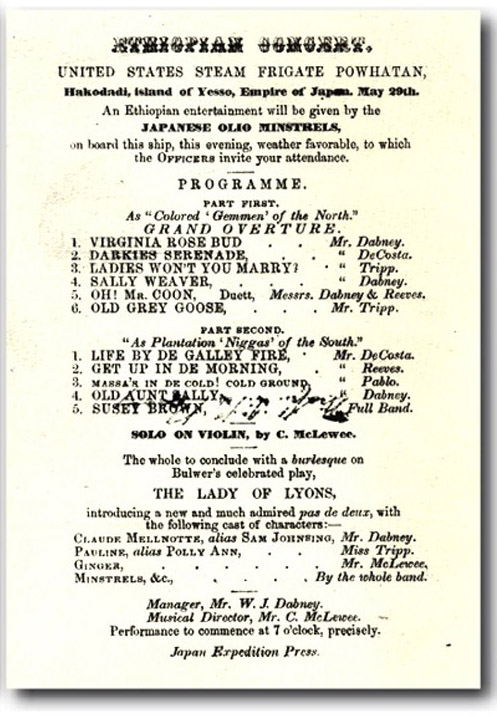 ETHIOPIAN CONCERT.
UNITED STATES STEAM FRIGATE POWHATAN,
Hakodadi, island of Yesso, Empire of Japan. May 29th.
An Ethiopian entertainment will be given by the
JAPANESE OLIO MINSTRELS,
on board this ship, this evening, weather favorable, to which
the OFFICERS invite your attendance.
PROGRAMME.
PART FIRST.
As "Colored 'Gemmen' of the North."
GRAND OVERTURE.
1. VIRGINIA ROSE BUD . . Mr. Dabney.
2. DARKIES SERENADE, . . " DeCosta.
3. LADIES WON'T YOU MARRY? . " Tripp.
4. SALLY WEAVER, . . . " Dabney.
5. OH! MR. COON, Duett, Messrs. Dabney & Reeves.
6. OLD GREY GOOSE, . . . Mr. Tripp.
PART SECOND.
"As Plantation 'Niggas' of the South."
1. LIFE BY DE GALLEY FIRE, . Mr. DeCosta.
2. GET UP IN DE MORNING, . " Reeves.
3. MASSA'S IN DE COLD! COLD GROUND, " Pablo.
4. OLD AUNT SALLY, " Dabney.
5. SUSEY BROWN, Full Band.
SOLO ON VIOLIN, by C. McLewee.
The whole to conclude with a burlesque on
Bulwer's celebrated play,
THE LADY OF LYONS,
introducing a new and much admired pas de deux, with
the following cast of characters:—
CLAUDE MELLNOTTE, alias SAM JOHNSING, Mr. Dabney.
PAULINE, alias POLLY ANN, . . Miss Tripp.
GINGER, . . . . . . Mr. McLewee.
MINSTRELS, &c., . . . . By the whole band.
Manager, Mr. W. J. Dabney.
Musical Director, Mr. C. McLewee.
Performance to commence at 7 o'clock, precisely.
Japan Expedition Press.